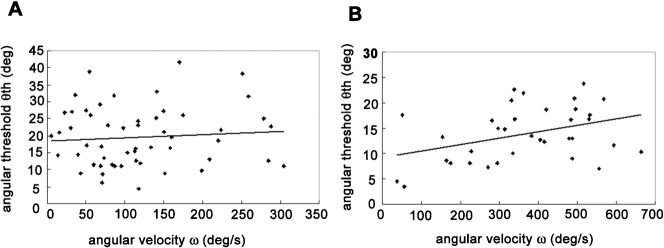 A
angular threshold θth (deg)
45
40
35
30
25
20
15
10
5
0
0 50 100 150 200 250 300 350
angular velocity ω (deg/s)
B
angular threshold θth (deg)
30
25
20
15
10
5
0
0 100 200 300 400 500 600 700
angular velocity ω (deg/s)